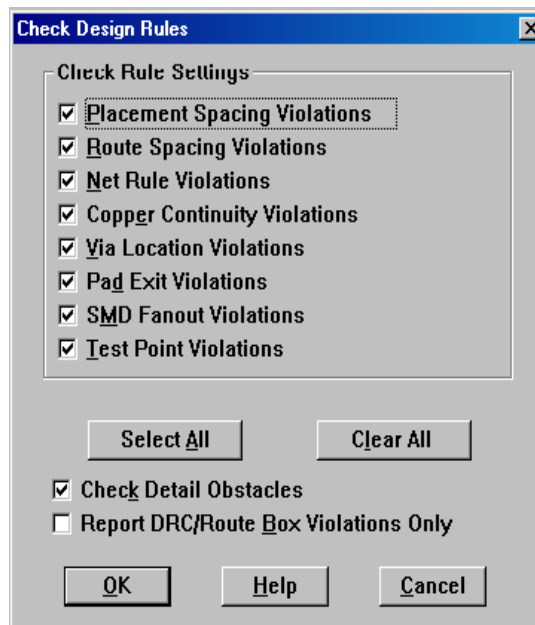 Check Design Rules
Check Rule Settings
Placement Spacing Violations
Route Spacing Violations
Net Rule Violations
Copper Continuity Violations
Via Location Violations
Pad Exit Violations
SMD Fanout Violations
Test Point Violations
Select All
Clear All
Check Detail Obstacles
Report DRC/Route Box Violations Only
OK
Help
Cancel